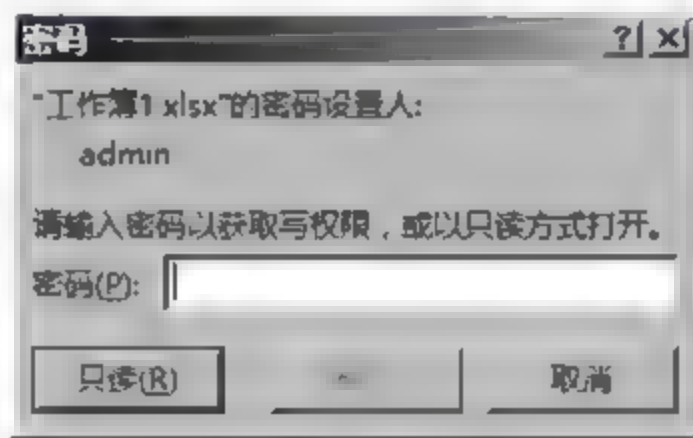 密码
? ×
"工作簿1 xlsx"的密码设置人:
admin
请输入密码以获取写权限，或以只读方式打开。
密码(P):
只读(R)
取消